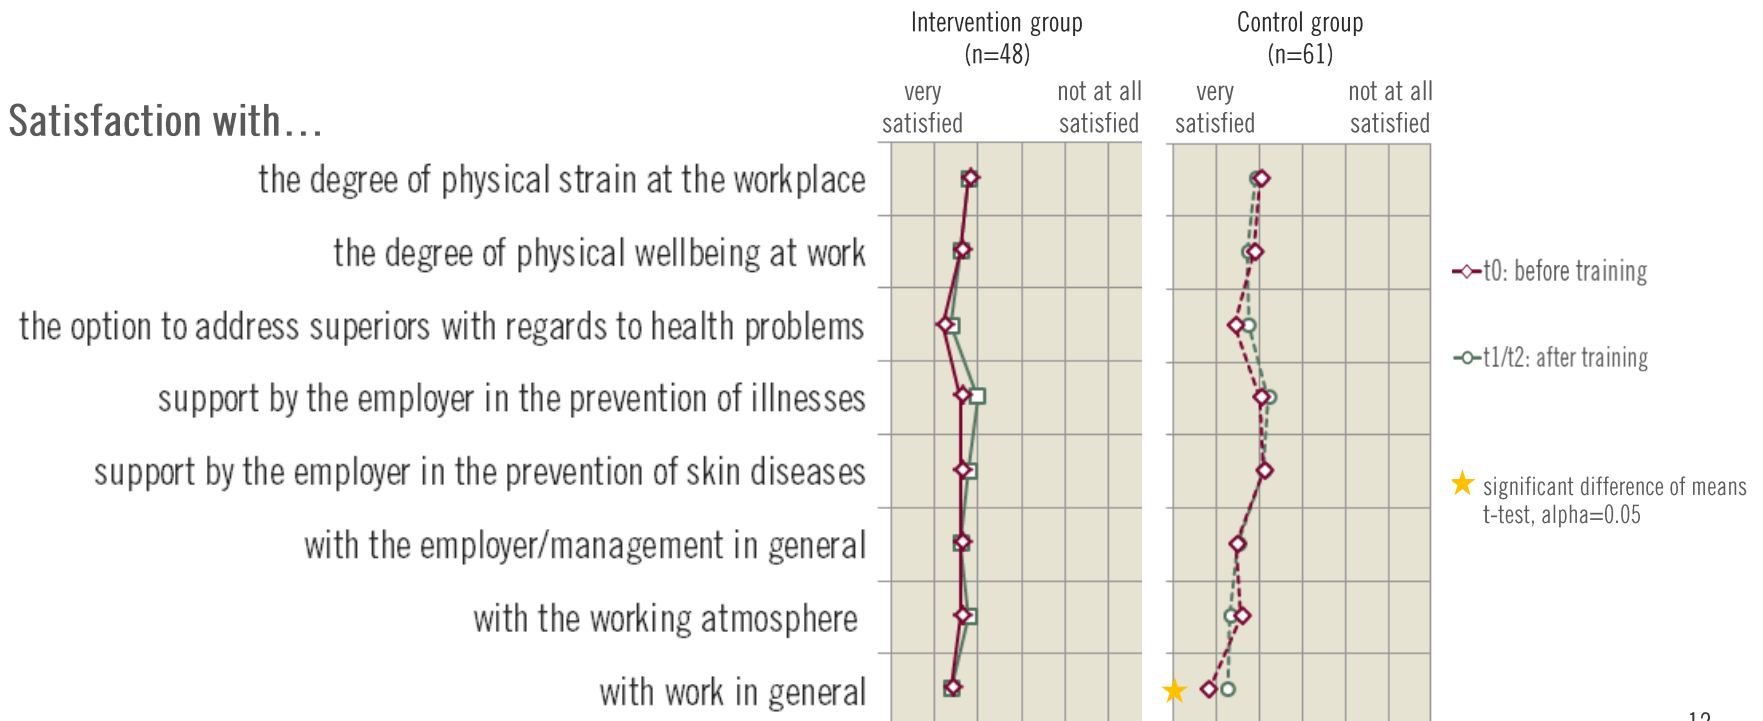 Intervention group
(n=48)
Control group
(n=61)
very
satisfied
not at all
satisfied
very
satisfied
not at all
satisfied
Satisfaction with…
the degree of physical strain at the workplace
the degree of physical wellbeing at work
the option to address superiors with regards to health problems
support by the employer in the prevention of illnesses
support by the employer in the prevention of skin diseases
with the employer/management in general
with the working atmosphere
with work in general
t0: before training
t1/t2: after training
significant difference of means
t-test, alpha=0.05